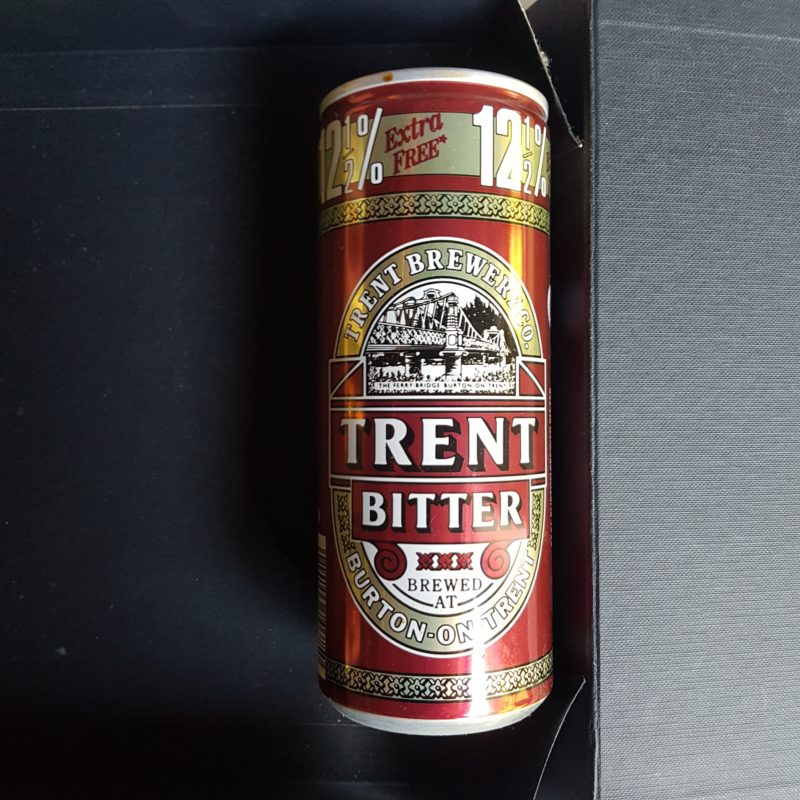 12½% Extra FREE* 12½%
TRENT BREWERY CO.
THE FERRY BRIDGE BURTON ON TRENT
TRENT
BITTER
XXXX
BREWED
AT
BURTON-ON-TRENT